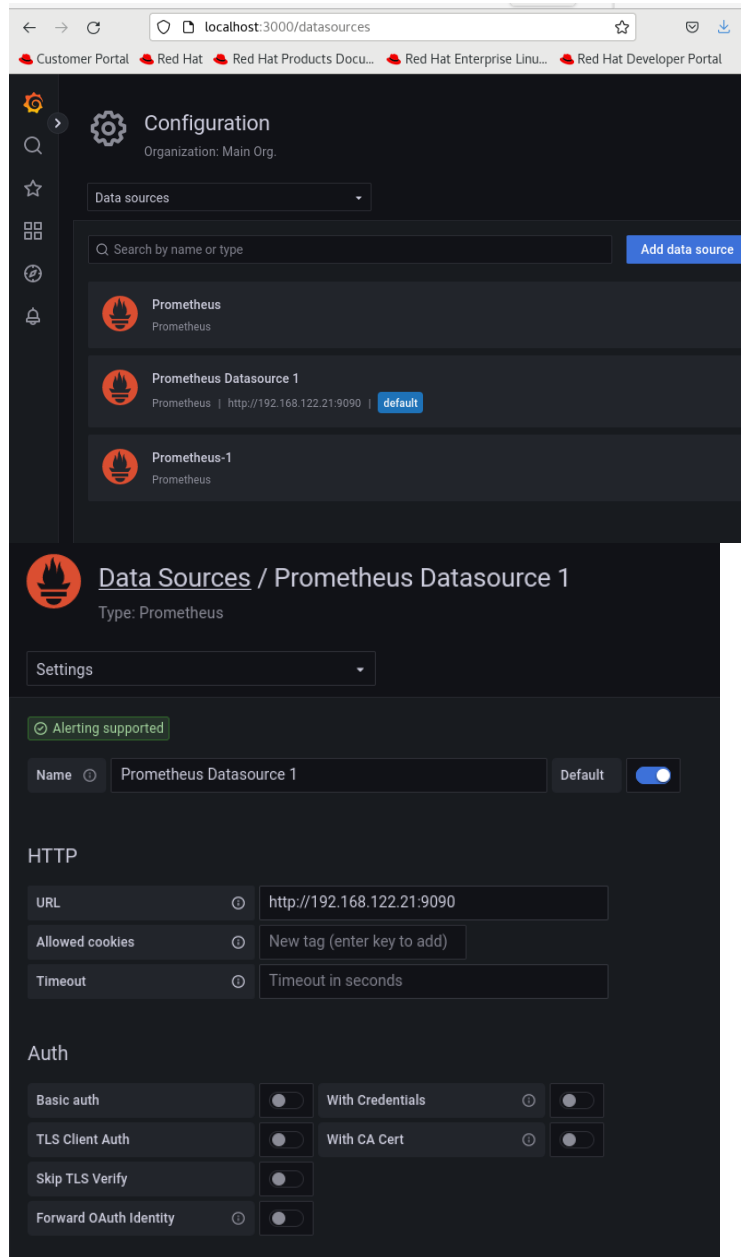 localhost:3000/datasources
Customer Portal Red Hat Red Hat Products Docu... Red Hat Enterprise Linu... Red Hat Developer Portal
Configuration
Organization: Main Org.
Data sources
Search by name or type Add data source
Prometheus
Prometheus
Prometheus Datasource 1
Prometheus | http://192.168.122.21:9090 | default
Prometheus-1
Prometheus
Data Sources / Prometheus Datasource 1
Type: Prometheus
Settings
Alerting supported
Name Prometheus Datasource 1 Default
HTTP
URL http://192.168.122.21:9090
Allowed cookies New tag (enter key to add)
Timeout Timeout in seconds
Auth
Basic auth With Credentials
TLS Client Auth With CA Cert
Skip TLS Verify
Forward OAuth Identity